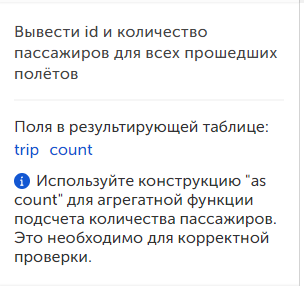 Вывести id и количество
пассажиров для всех прошедших
полётов
Поля в результирующей таблице:
trip count
Используйте конструкцию "as
count" для агрегатной функции
подсчета количества пассажиров.
Это необходимо для корректной
проверки.